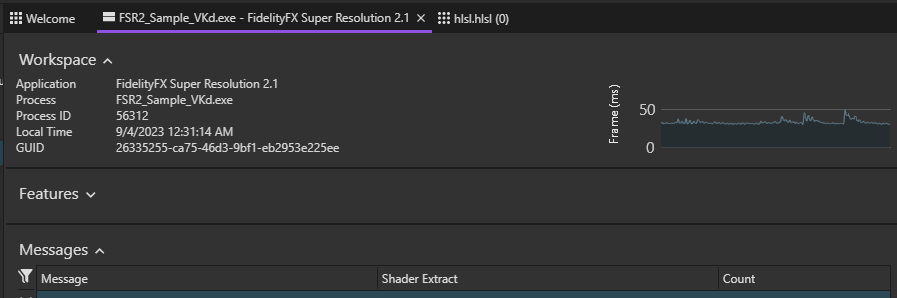 Welcome FSR2_Sample_VKd.exe - FidelityFX Super Resolution 2.1 hlsl.hlsl (0)
Workspace
Application FidelityFX Super Resolution 2.1
Process FSR2_Sample_VKd.exe
Process ID 56312
Local Time 9/4/2023 12:31:14 AM
GUID 26335255-ca75-46d3-9bf1-eb2953e225ee
Frame (ms)
50
0
Features
Messages
Message Shader Extract Count